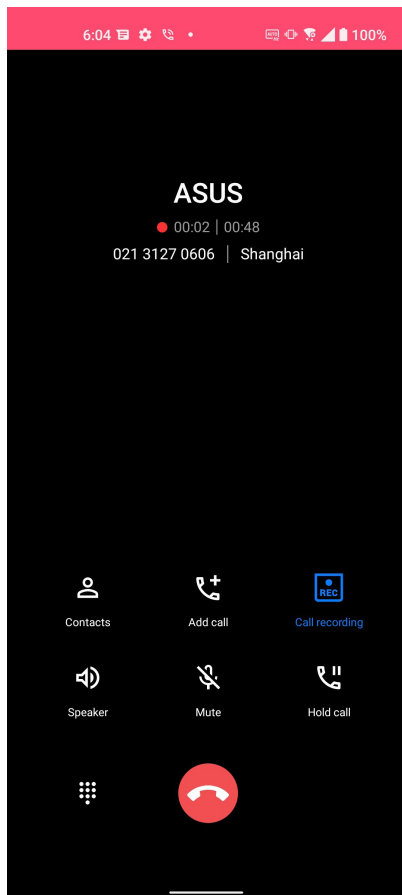 6:04 100%
ASUS
00:02 | 00:48
021 3127 0606 | Shanghai
REC
Contacts Add call Call recording
Speaker Mute Hold call